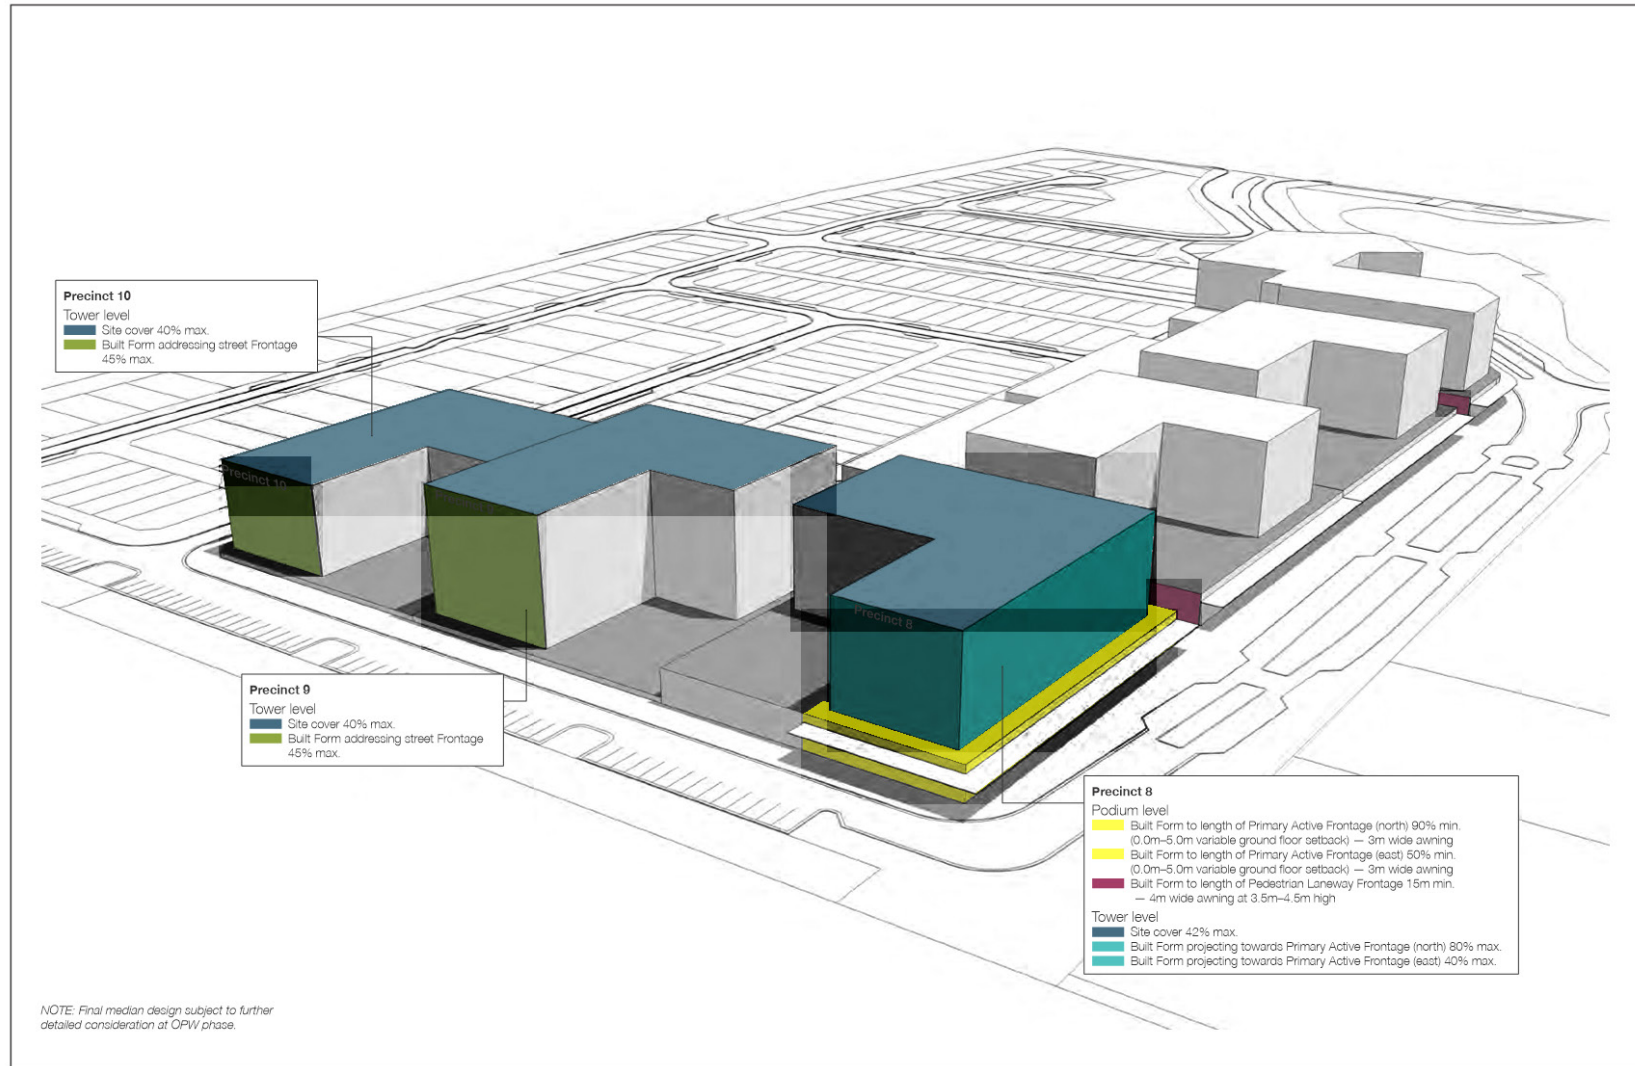 Precinct 10
Tower level
Site cover 40% max.
Built Form addressing street Frontage
45% max.
Precinct 10
Precinct 8
Precinct 9
Tower level
Site cover 40% max.
Built Form addressing street Frontage
45% max.
Precinct 8
Podium level
Built Form to length of Primary Active Frontage (north) 90% min.
(0.0m–5.0m variable ground floor setback) — 3m wide awning
Built Form to length of Primary Active Frontage (east) 50% min.
(0.0m–5.0m variable ground floor setback) — 3m wide awning
Built Form to length of Pedestrian Laneway Frontage 15m min.
— 4m wide awning at 3.5m–4.5m high
Tower level
Site cover 42% max.
Built Form projecting towards Primary Active Frontage (north) 80% max.
Built Form projecting towards Primary Active Frontage (east) 40% max.
NOTE: Final median design subject to further
detailed consideration at OPW phase.